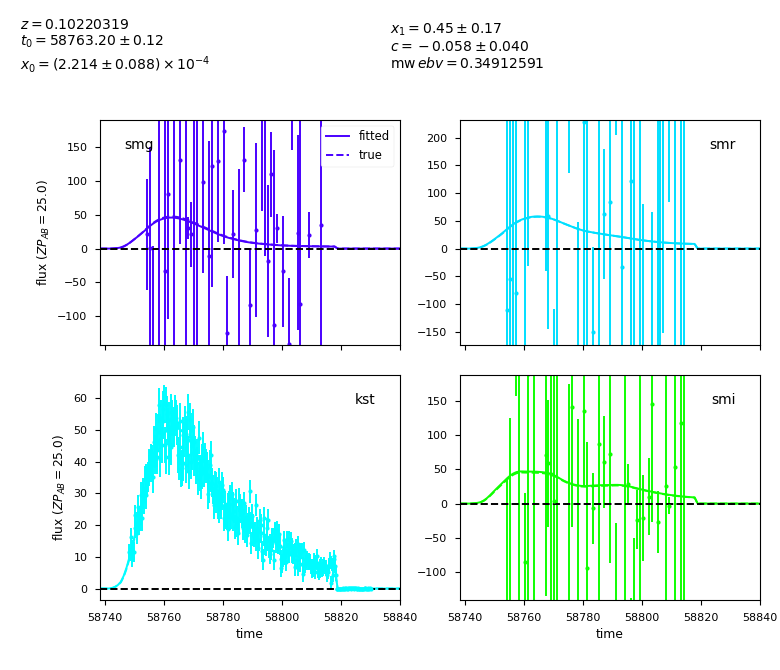 z = 0.10220319
t₀ = 58763.20 ± 0.12
x₀ = (2.214 ± 0.088) × 10⁻⁴
x₁ = 0.45 ± 0.17
c = −0.058 ± 0.040
mw ebv = 0.34912591
smg
fitted
true
150
100
50
0
−50
−100
flux (ZP_AB = 25.0)
smr
200
150
100
50
0
−50
−100
−150
kst
60
50
40
30
20
10
0
flux (ZP_AB = 25.0)
58740 58760 58780 58800 58820 58840
time
smi
150
100
50
0
−50
−100
58740 58760 58780 58800 58820 58840
time